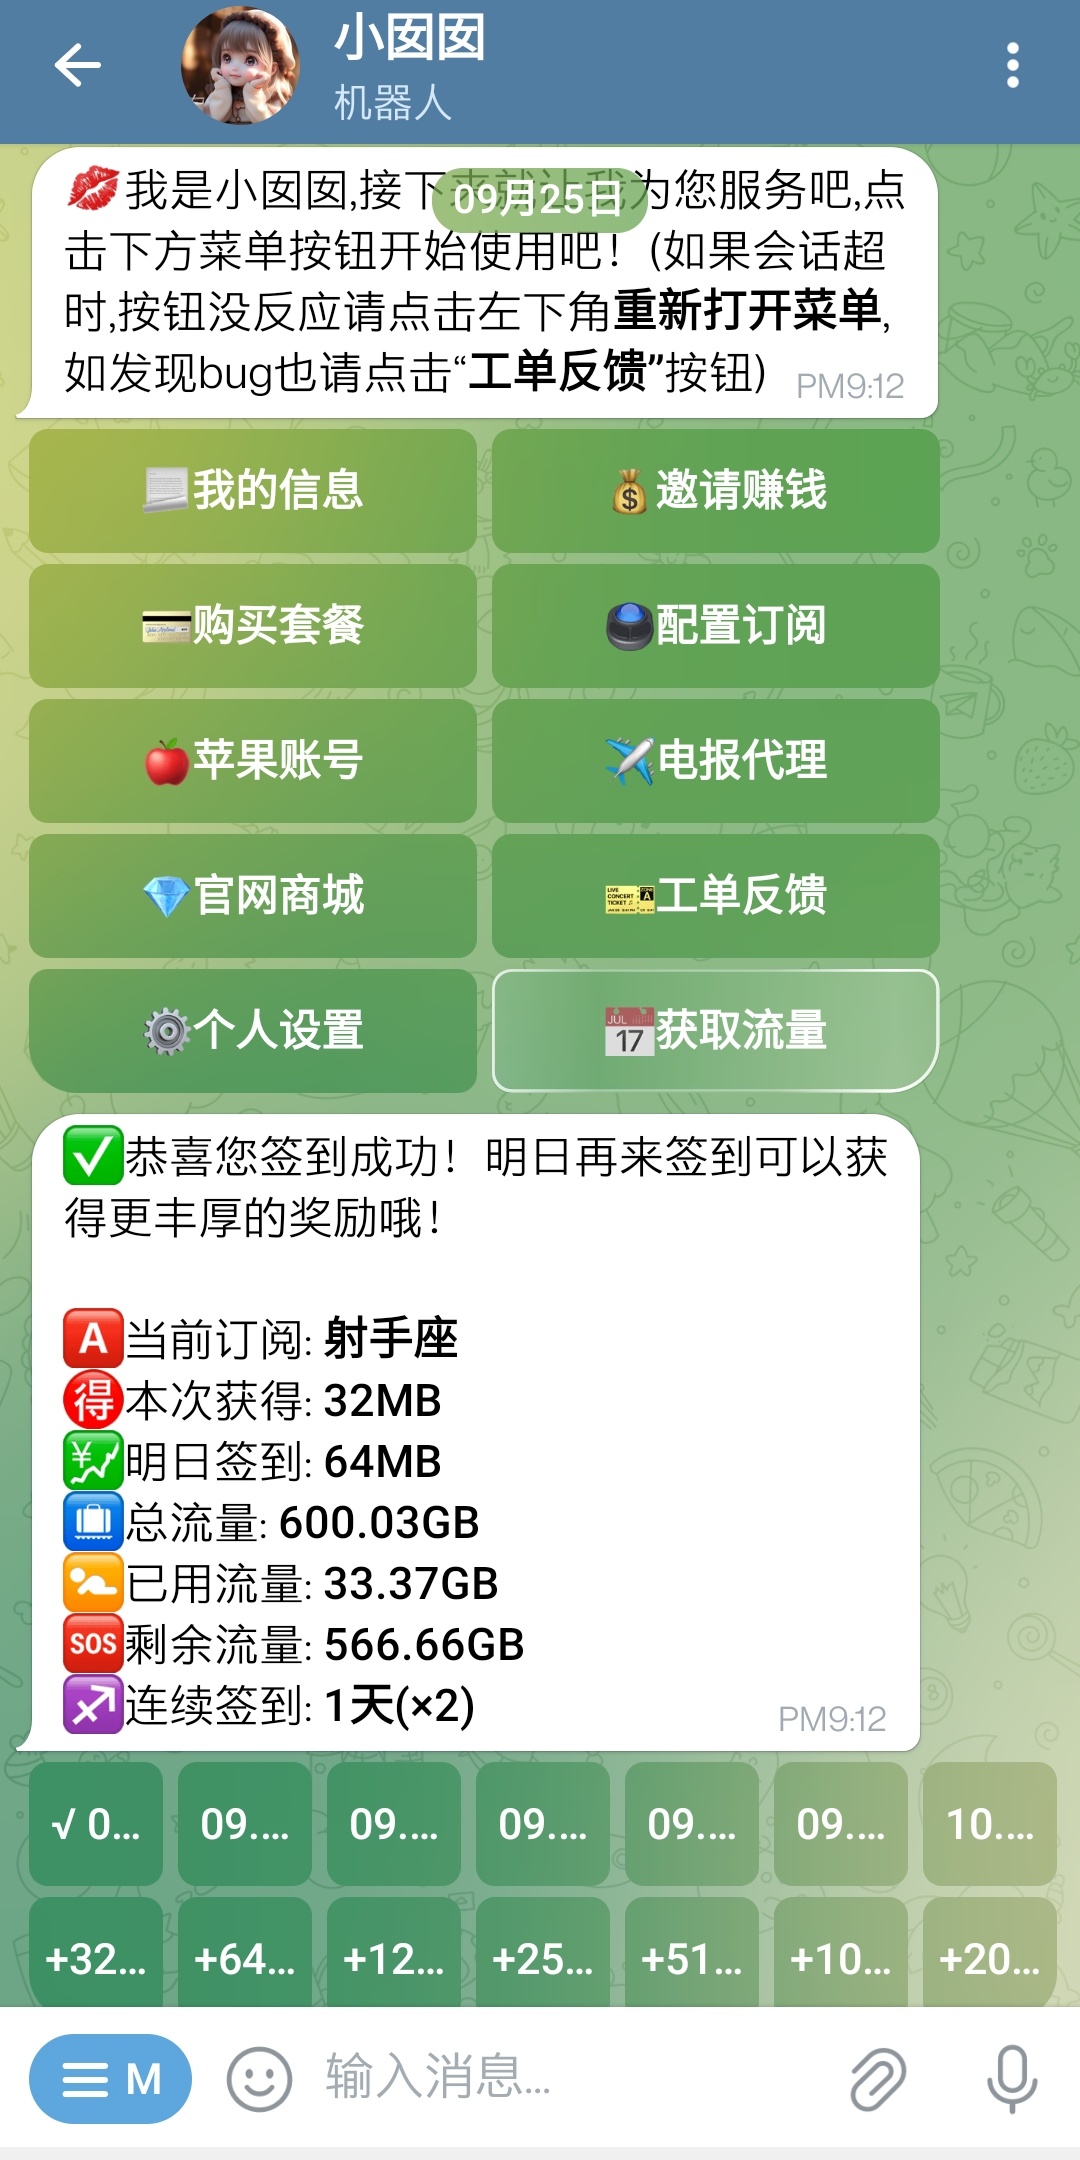 小囡囡
机器人
09月25日
我是小囡囡,接下来就让我为您服务吧,点
击下方菜单按钮开始使用吧！(如果会话超
时,按钮没反应请点击左下角重新打开菜单,
如发现bug也请点击“工单反馈”按钮)
PM9:12
我的信息
邀请赚钱
购买套餐
配置订阅
苹果账号
电报代理
官网商城
工单反馈
个人设置
JUL 17 获取流量
恭喜您签到成功！明日再来签到可以获
得更丰厚的奖励哦！
A 当前订阅: 射手座
得 本次获得: 32MB
明日签到: 64MB
总流量: 600.03GB
已用流量: 33.37GB
SOS 剩余流量: 566.66GB
连续签到: 1天(×2)
PM9:12
√ 0... 09.... 09.... 09.... 09.... 09.... 10....
+32... +64... +12... +25... +51... +10... +20...
M
输入消息...